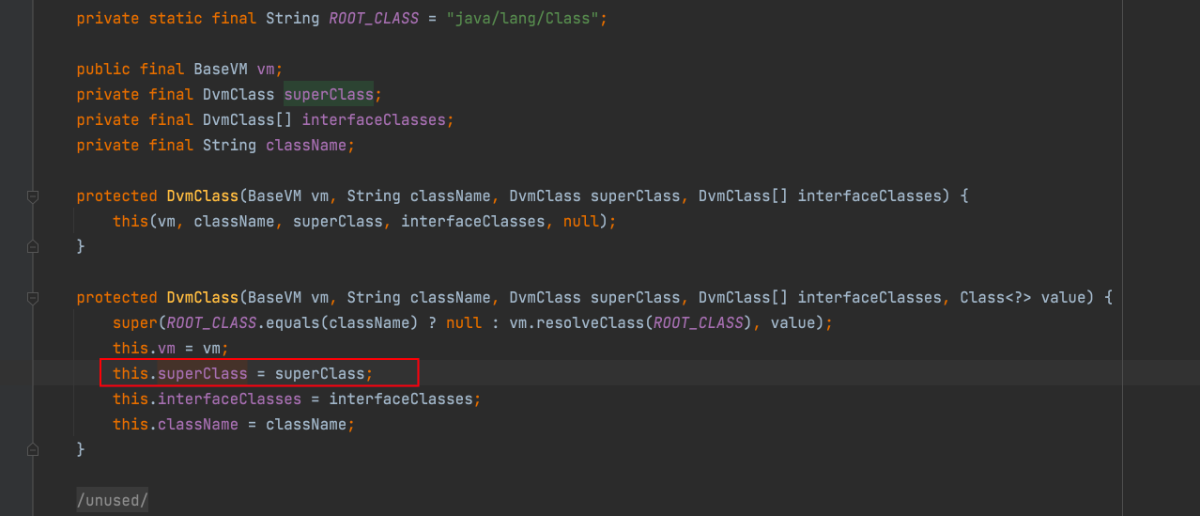 private static final String ROOT_CLASS = "java/lang/Class";
public final BaseVM vm;
private final DvmClass superClass;
private final DvmClass[] interfaceClasses;
private final String className;
protected DvmClass(BaseVM vm, String className, DvmClass superClass, DvmClass[] interfaceClasses) {
this(vm, className, superClass, interfaceClasses, null);
}
protected DvmClass(BaseVM vm, String className, DvmClass superClass, DvmClass[] interfaceClasses, Class<?> value) {
super(ROOT_CLASS.equals(className) ? null : vm.resolveClass(ROOT_CLASS), value);
this.vm = vm;
this.superClass = superClass;
this.interfaceClasses = interfaceClasses;
this.className = className;
}
/unused/